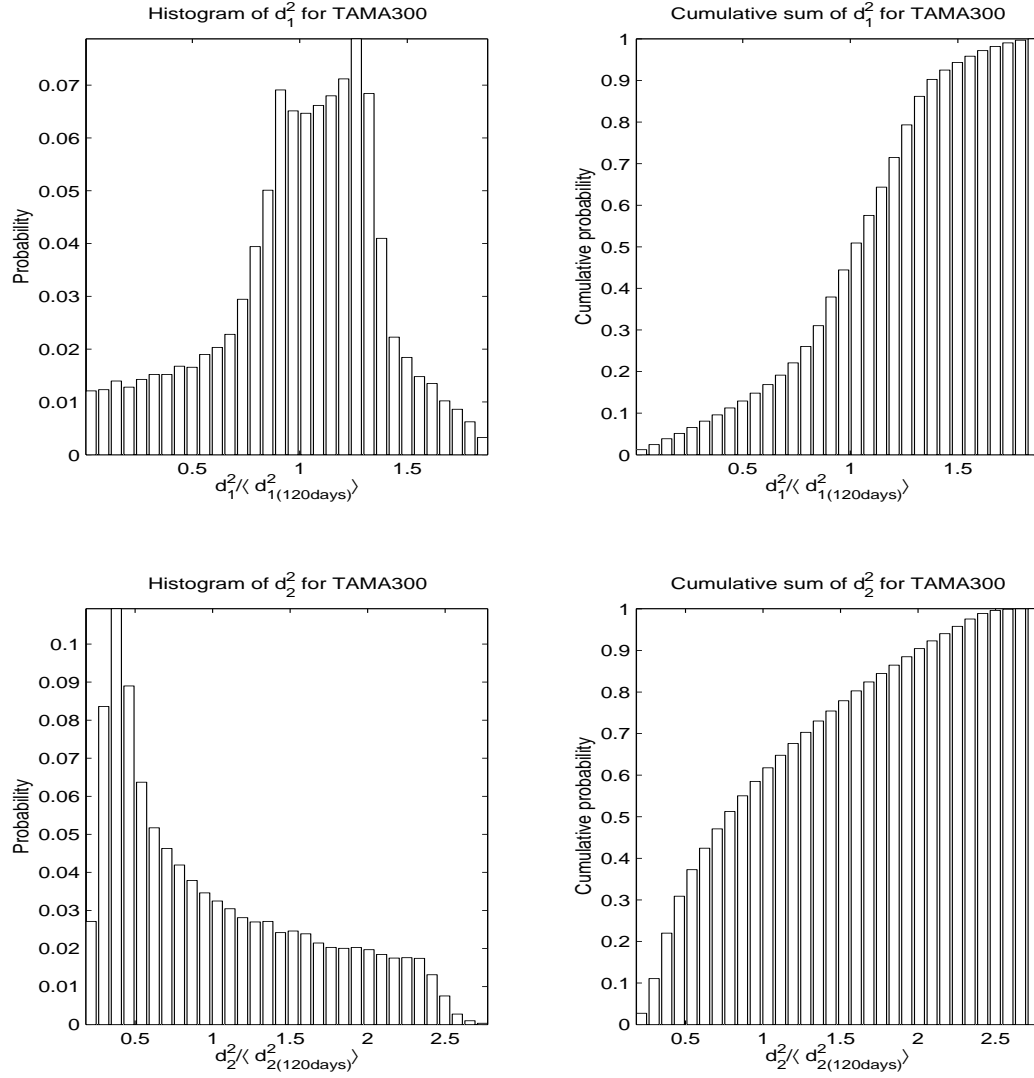 Histogram of d₁² for TAMA300
Probability
0.07
0.06
0.05
0.04
0.03
0.02
0.01
0
0.5 1 1.5
d₁²/⟨ d²₁(120days)⟩
Cumulative sum of d₁² for TAMA300
Cumulative probability
1
0.9
0.8
0.7
0.6
0.5
0.4
0.3
0.2
0.1
0
0.5 1 1.5
d₁²/⟨ d²₁(120days)⟩
Histogram of d₂² for TAMA300
Probability
0.1
0.09
0.08
0.07
0.06
0.05
0.04
0.03
0.02
0.01
0
0.5 1 1.5 2 2.5
d₂²/⟨ d²₂(120days)⟩
Cumulative sum of d₂² for TAMA300
Cumulative probability
1
0.9
0.8
0.7
0.6
0.5
0.4
0.3
0.2
0.1
0
0.5 1 1.5 2 2.5
d₂²/⟨ d²₂(120days)⟩